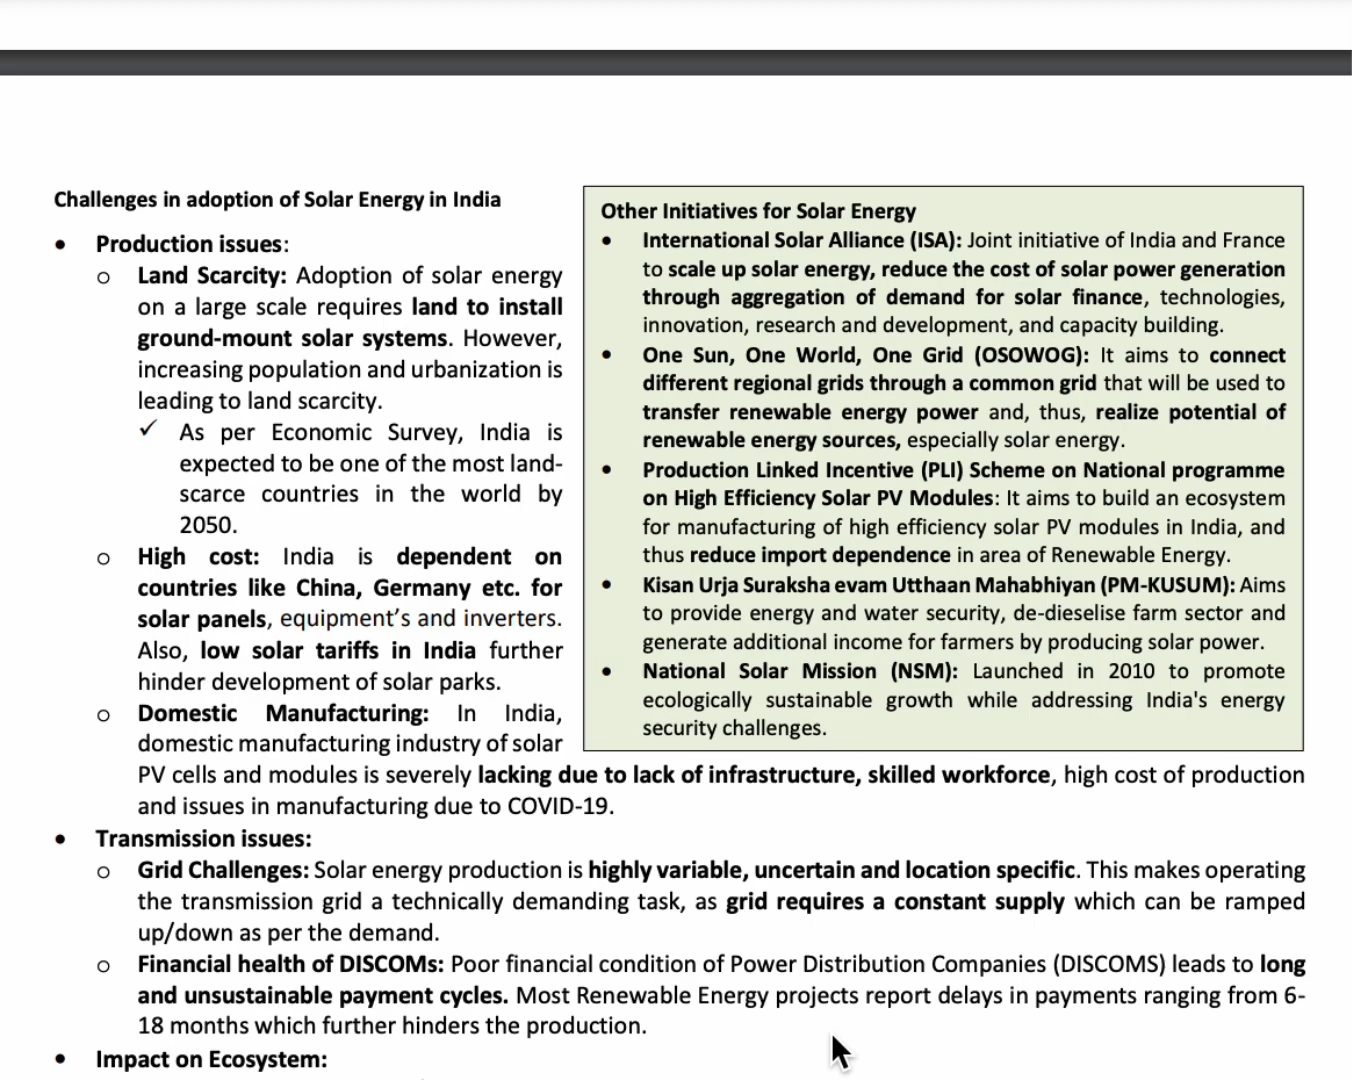 Challenges in adoption of Solar Energy in India
• Production issues:
o Land Scarcity: Adoption of solar energy
on a large scale requires land to install
ground-mount solar systems. However,
increasing population and urbanization is
leading to land scarcity.
✓ As per Economic Survey, India is
expected to be one of the most land-
scarce countries in the world by
2050.
o High cost: India is dependent on
countries like China, Germany etc. for
solar panels, equipment’s and inverters.
Also, low solar tariffs in India further
hinder development of solar parks.
o Domestic Manufacturing: In India,
domestic manufacturing industry of solar
PV cells and modules is severely lacking due to lack of infrastructure, skilled workforce, high cost of production
and issues in manufacturing due to COVID-19.
Other Initiatives for Solar Energy
• International Solar Alliance (ISA): Joint initiative of India and France
to scale up solar energy, reduce the cost of solar power generation
through aggregation of demand for solar finance, technologies,
innovation, research and development, and capacity building.
• One Sun, One World, One Grid (OSOWOG): It aims to connect
different regional grids through a common grid that will be used to
transfer renewable energy power and, thus, realize potential of
renewable energy sources, especially solar energy.
• Production Linked Incentive (PLI) Scheme on National programme
on High Efficiency Solar PV Modules: It aims to build an ecosystem
for manufacturing of high efficiency solar PV modules in India, and
thus reduce import dependence in area of Renewable Energy.
• Kisan Urja Suraksha evam Utthaan Mahabhiyan (PM-KUSUM): Aims
to provide energy and water security, de-dieselise farm sector and
generate additional income for farmers by producing solar power.
• National Solar Mission (NSM): Launched in 2010 to promote
ecologically sustainable growth while addressing India's energy
security challenges.
• Transmission issues:
o Grid Challenges: Solar energy production is highly variable, uncertain and location specific. This makes operating
the transmission grid a technically demanding task, as grid requires a constant supply which can be ramped
up/down as per the demand.
o Financial health of DISCOMs: Poor financial condition of Power Distribution Companies (DISCOMS) leads to long
and unsustainable payment cycles. Most Renewable Energy projects report delays in payments ranging from 6-
18 months which further hinders the production.
• Impact on Ecosystem: